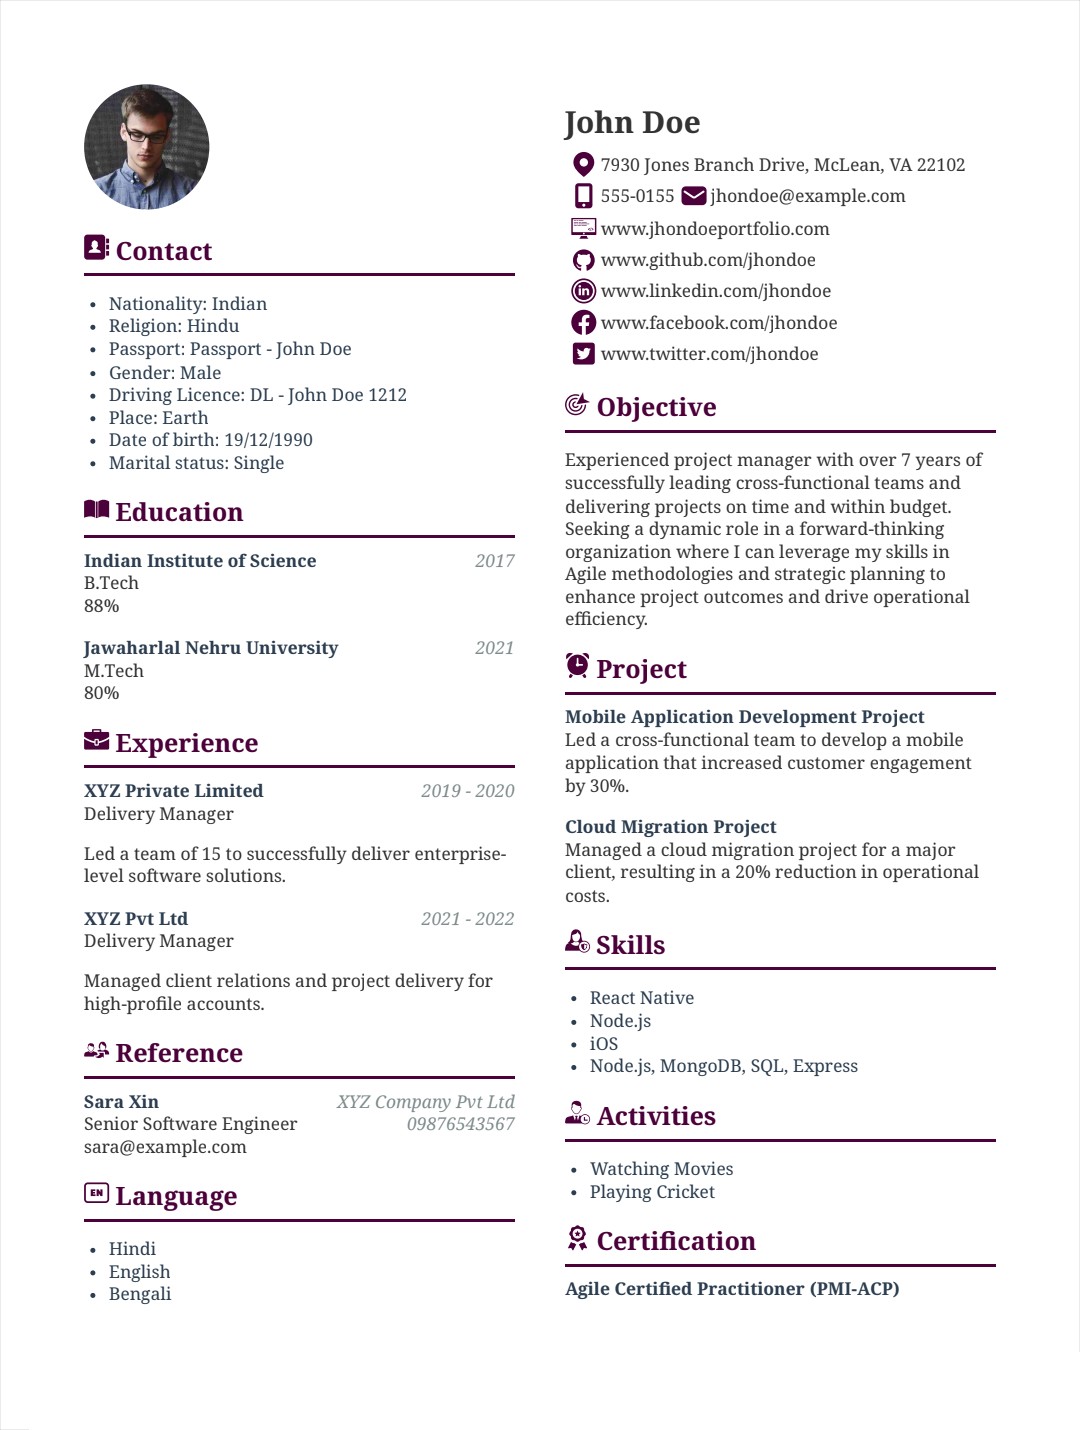 John Doe
7930 Jones Branch Drive, McLean, VA 22102
555-0155 jhondoe@example.com
www.jhondoeportfolio.com
www.github.com/jhondoe
www.linkedin.com/jhondoe
www.facebook.com/jhondoe
www.twitter.com/jhondoe
Contact
Nationality: Indian
Religion: Hindu
Passport: Passport - John Doe
Gender: Male
Driving Licence: DL - John Doe 1212
Place: Earth
Date of birth: 19/12/1990
Marital status: Single
Education
Indian Institute of Science 2017
B.Tech
88%
Jawaharlal Nehru University 2021
M.Tech
80%
Experience
XYZ Private Limited 2019 - 2020
Delivery Manager
Led a team of 15 to successfully deliver enterprise-
level software solutions.
XYZ Pvt Ltd 2021 - 2022
Delivery Manager
Managed client relations and project delivery for
high-profile accounts.
Reference
Sara Xin XYZ Company Pvt Ltd
Senior Software Engineer 09876543567
sara@example.com
EN Language
Hindi
English
Bengali
Objective
Experienced project manager with over 7 years of
successfully leading cross-functional teams and
delivering projects on time and within budget.
Seeking a dynamic role in a forward-thinking
organization where I can leverage my skills in
Agile methodologies and strategic planning to
enhance project outcomes and drive operational
efficiency.
Project
Mobile Application Development Project
Led a cross-functional team to develop a mobile
application that increased customer engagement
by 30%.
Cloud Migration Project
Managed a cloud migration project for a major
client, resulting in a 20% reduction in operational
costs.
Skills
React Native
Node.js
iOS
Node.js, MongoDB, SQL, Express
Activities
Watching Movies
Playing Cricket
Certification
Agile Certified Practitioner (PMI-ACP)